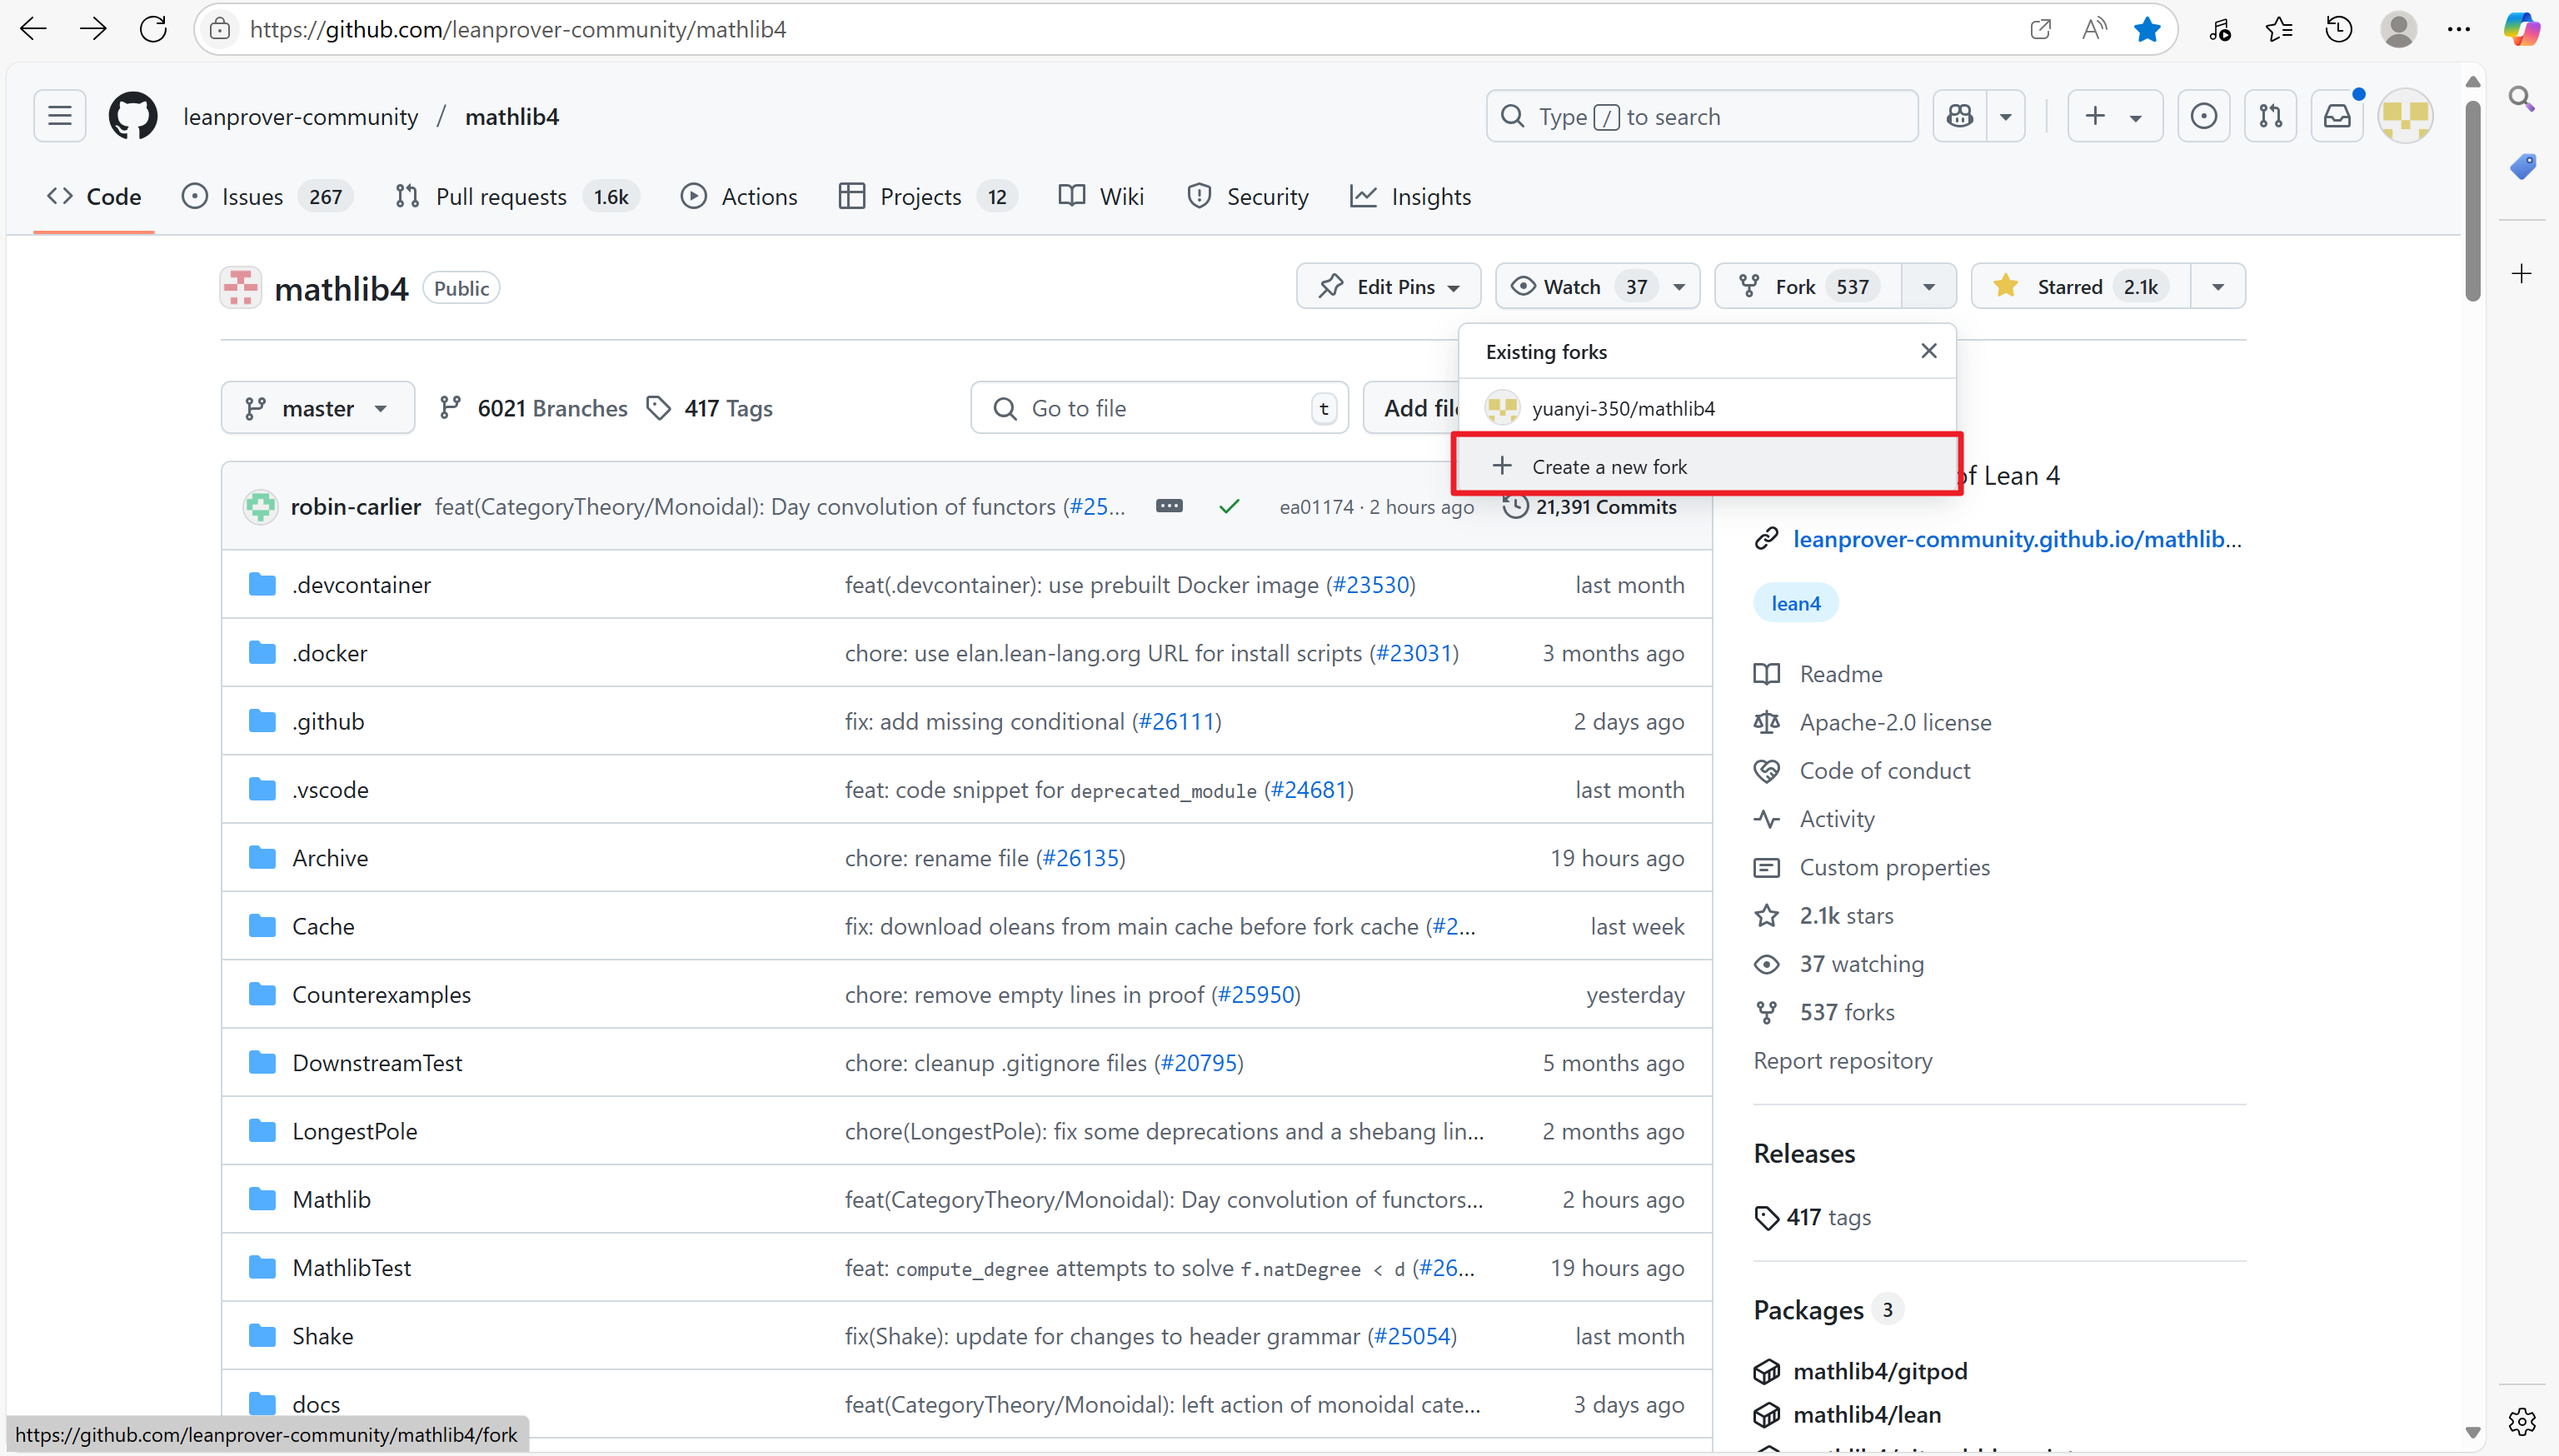 https://github.com/leanprover-community/mathlib4
leanprover-community / mathlib4
Type / to search
Code
Issues 267
Pull requests 1.6k
Actions
Projects 12
Wiki
Security
Insights
mathlib4 Public
Edit Pins
Watch 37
Fork 537
Starred 2.1k
Existing forks
yuanyi-350/mathlib4
Create a new fork
master
6021 Branches
417 Tags
Go to file t
Add file
of Lean 4
robin-carlier feat(CategoryTheory/Monoidal): Day convolution of functors (#25... ea01174 · 2 hours ago 21,391 Commits
.devcontainer feat(.devcontainer): use prebuilt Docker image (#23530) last month
.docker chore: use elan.lean-lang.org URL for install scripts (#23031) 3 months ago
.github fix: add missing conditional (#26111) 2 days ago
.vscode feat: code snippet for deprecated_module (#24681) last month
Archive chore: rename file (#26135) 19 hours ago
Cache fix: download oleans from main cache before fork cache (#2... last week
Counterexamples chore: remove empty lines in proof (#25950) yesterday
DownstreamTest chore: cleanup .gitignore files (#20795) 5 months ago
LongestPole chore(LongestPole): fix some deprecations and a shebang lin... 2 months ago
Mathlib feat(CategoryTheory/Monoidal): Day convolution of functors... 2 hours ago
MathlibTest feat: compute_degree attempts to solve f.natDegree < d (#26... 19 hours ago
Shake fix(Shake): update for changes to header grammar (#25054) last month
docs feat(CategoryTheory/Monoidal): left action of monoidal cate... 3 days ago
leanprover-community.github.io/mathlib...
lean4
Readme
Apache-2.0 license
Code of conduct
Activity
Custom properties
2.1k stars
37 watching
537 forks
Report repository
Releases
417 tags
Packages 3
mathlib4/gitpod
mathlib4/lean
https://github.com/leanprover-community/mathlib4/fork